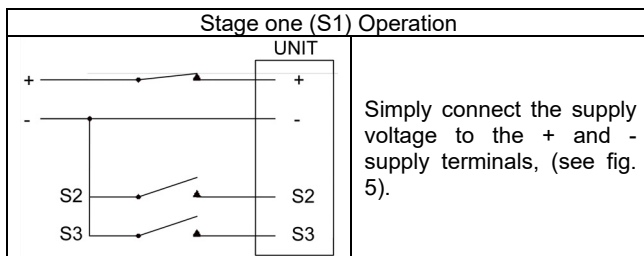 Stage one (S1) Operation
UNIT
+ +
- -
S2 S2
S3 S3
Simply connect the supply
voltage to the + and -
supply terminals, (see fig.
5).